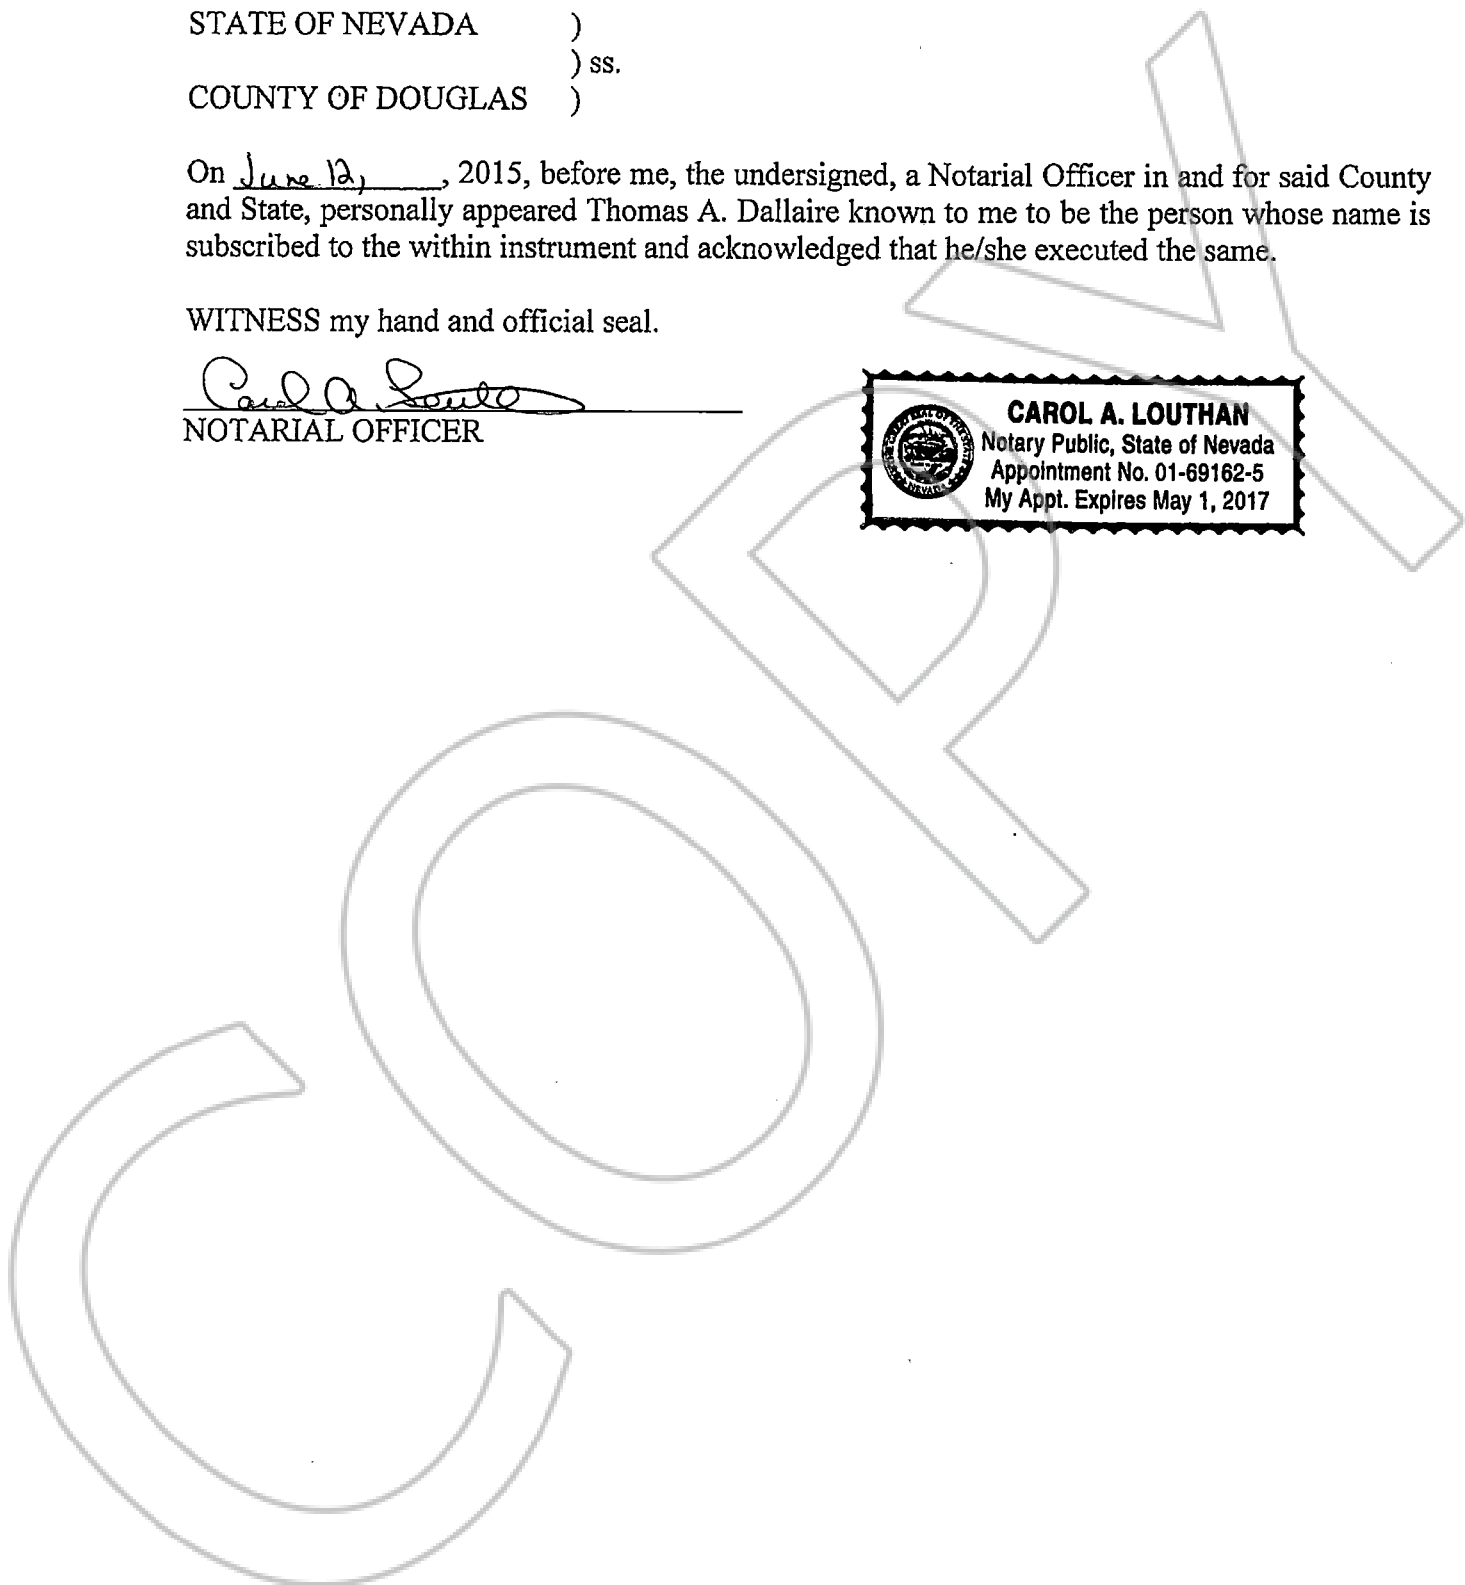 STATE OF NEVADA )
) ss.
COUNTY OF DOUGLAS )
On June 12, , 2015, before me, the undersigned, a Notarial Officer in and for said County
and State, personally appeared Thomas A. Dallaire known to me to be the person whose name is
subscribed to the within instrument and acknowledged that he/she executed the same.
WITNESS my hand and official seal.
Carol A. Louthan
NOTARIAL OFFICER
CAROL A. LOUTHAN
Notary Public, State of Nevada
Appointment No. 01-69162-5
My Appt. Expires May 1, 2017
NEVADA
COPY